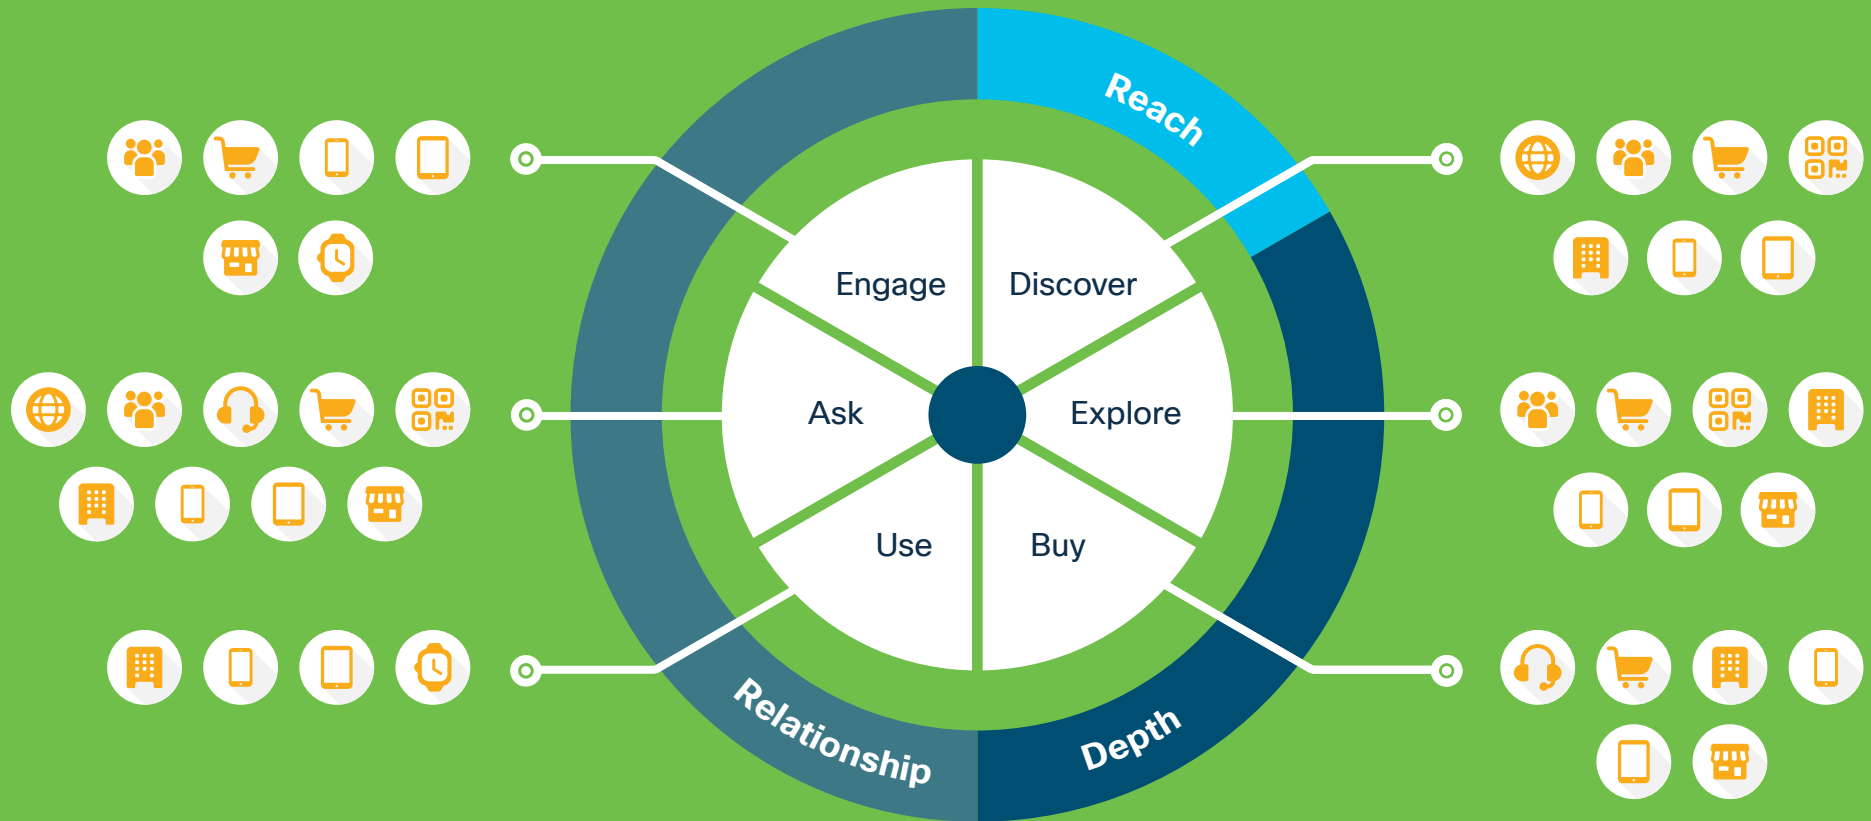 Reach
Engage
Discover
Ask
Explore
Use
Buy
Relationship
Depth